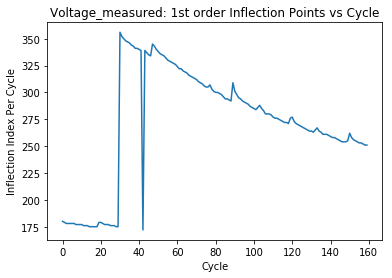 Voltage_measured: 1st order Inflection Points vs Cycle
Inflection Index Per Cycle
350
325
300
275
250
225
200
175
0 20 40 60 80 100 120 140 160
Cycle